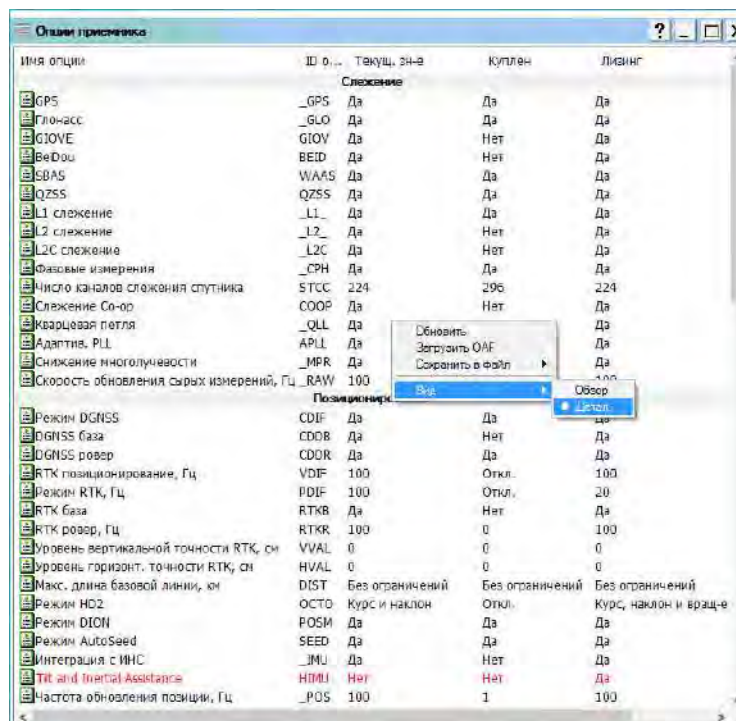 Опции приемника
Имя опции ID о... Текущ. зн-е Куплен Лизинг
Слежение
GPS _GPS Да Да Да
Глонасс _GLO Да Да Да
GIOVE GIOV Да Нет Да
BeiDou BEID Да Нет Да
SBAS WAAS Да Да Да
QZSS QZSS Да Да Да
L1 слежение _L1_ Да Да Да
L2 слежение _L2_ Да Нет Да
L2C слежение _L2C Да Нет Да
Фазовые измерения _CPH Да Да Да
Число каналов слежения спутника STCC 224 296 224
Слежение Co-op COOP Да Нет Да
Кварцевая петля _QLL Да Да
Адаптив. PLL APLL Да Да
Снижение многолучевости _MPR Да Да
Скорость обновления сырых измерений, Гц _RAW 100 100
Обновить
Загрузить OAF
Сохранить в файл
Вид
Обзор
Детал.
Позициониро
Режим DGNSS CDIF Да Да Да
DGNSS база CDOB Да Нет Да
DGNSS ровер CDOR Да Да Да
RTK позиционирование, Гц VDIF 100 Откл. 100
Режим RTK, Гц PDIF 100 Откл. 20
RTK база RTKB Да Нет Да
RTK ровер, Гц RTKR 100 0 100
Уровень вертикальной точности RTK, см VVAL 0 0 0
Уровень горизонт. точности RTK, см HVAL 0 0 0
Макс. длина базовой линии, км DIST Без ограничений Без ограничений Без ограничений
Режим HD2 OCTO Курс и наклон Откл. Курс, наклон и вращ-е
Режим DION POSM Да Да Да
Режим AutoSeed SEED Да Да Да
Интеграция с ИНС _IMU Да Нет Да
Tilt and Inertial Assistance HIMU Нет Нет Да
Частота обновления позиции, Гц _POS 100 1 100